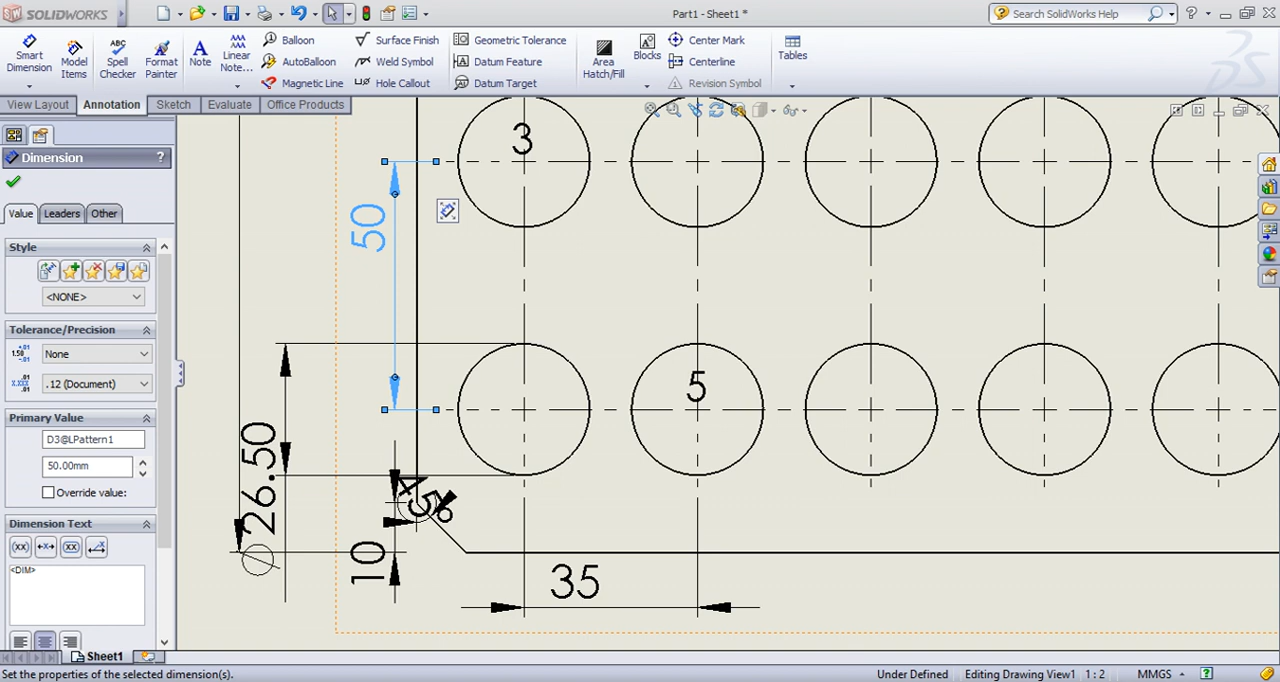 SOLIDWORKS
Part1 - Sheet1 *
Search SolidWorks Help
Smart Dimension
Model Items
ABC
Spell Checker
Format Painter
Note
Linear Note...
Balloon
AutoBalloon
Magnetic Line
Surface Finish
Weld Symbol
Hole Callout
Geometric Tolerance
Datum Feature
Datum Target
Area Hatch/Fill
Blocks
Center Mark
Centerline
Revision Symbol
Tables
View Layout Annotation Sketch Evaluate Office Products
Dimension ?
Value Leaders Other
Style
<NONE>
Tolerance/Precision
None
.12 (Document)
Primary Value
D3@LPattern1
50.00mm
Override value:
Dimension Text
<DIM>
3
50
5
26.50
10
35
Sheet1
Set the properties of the selected dimension(s).
Under Defined Editing Drawing View1 1 : 2 MMGS